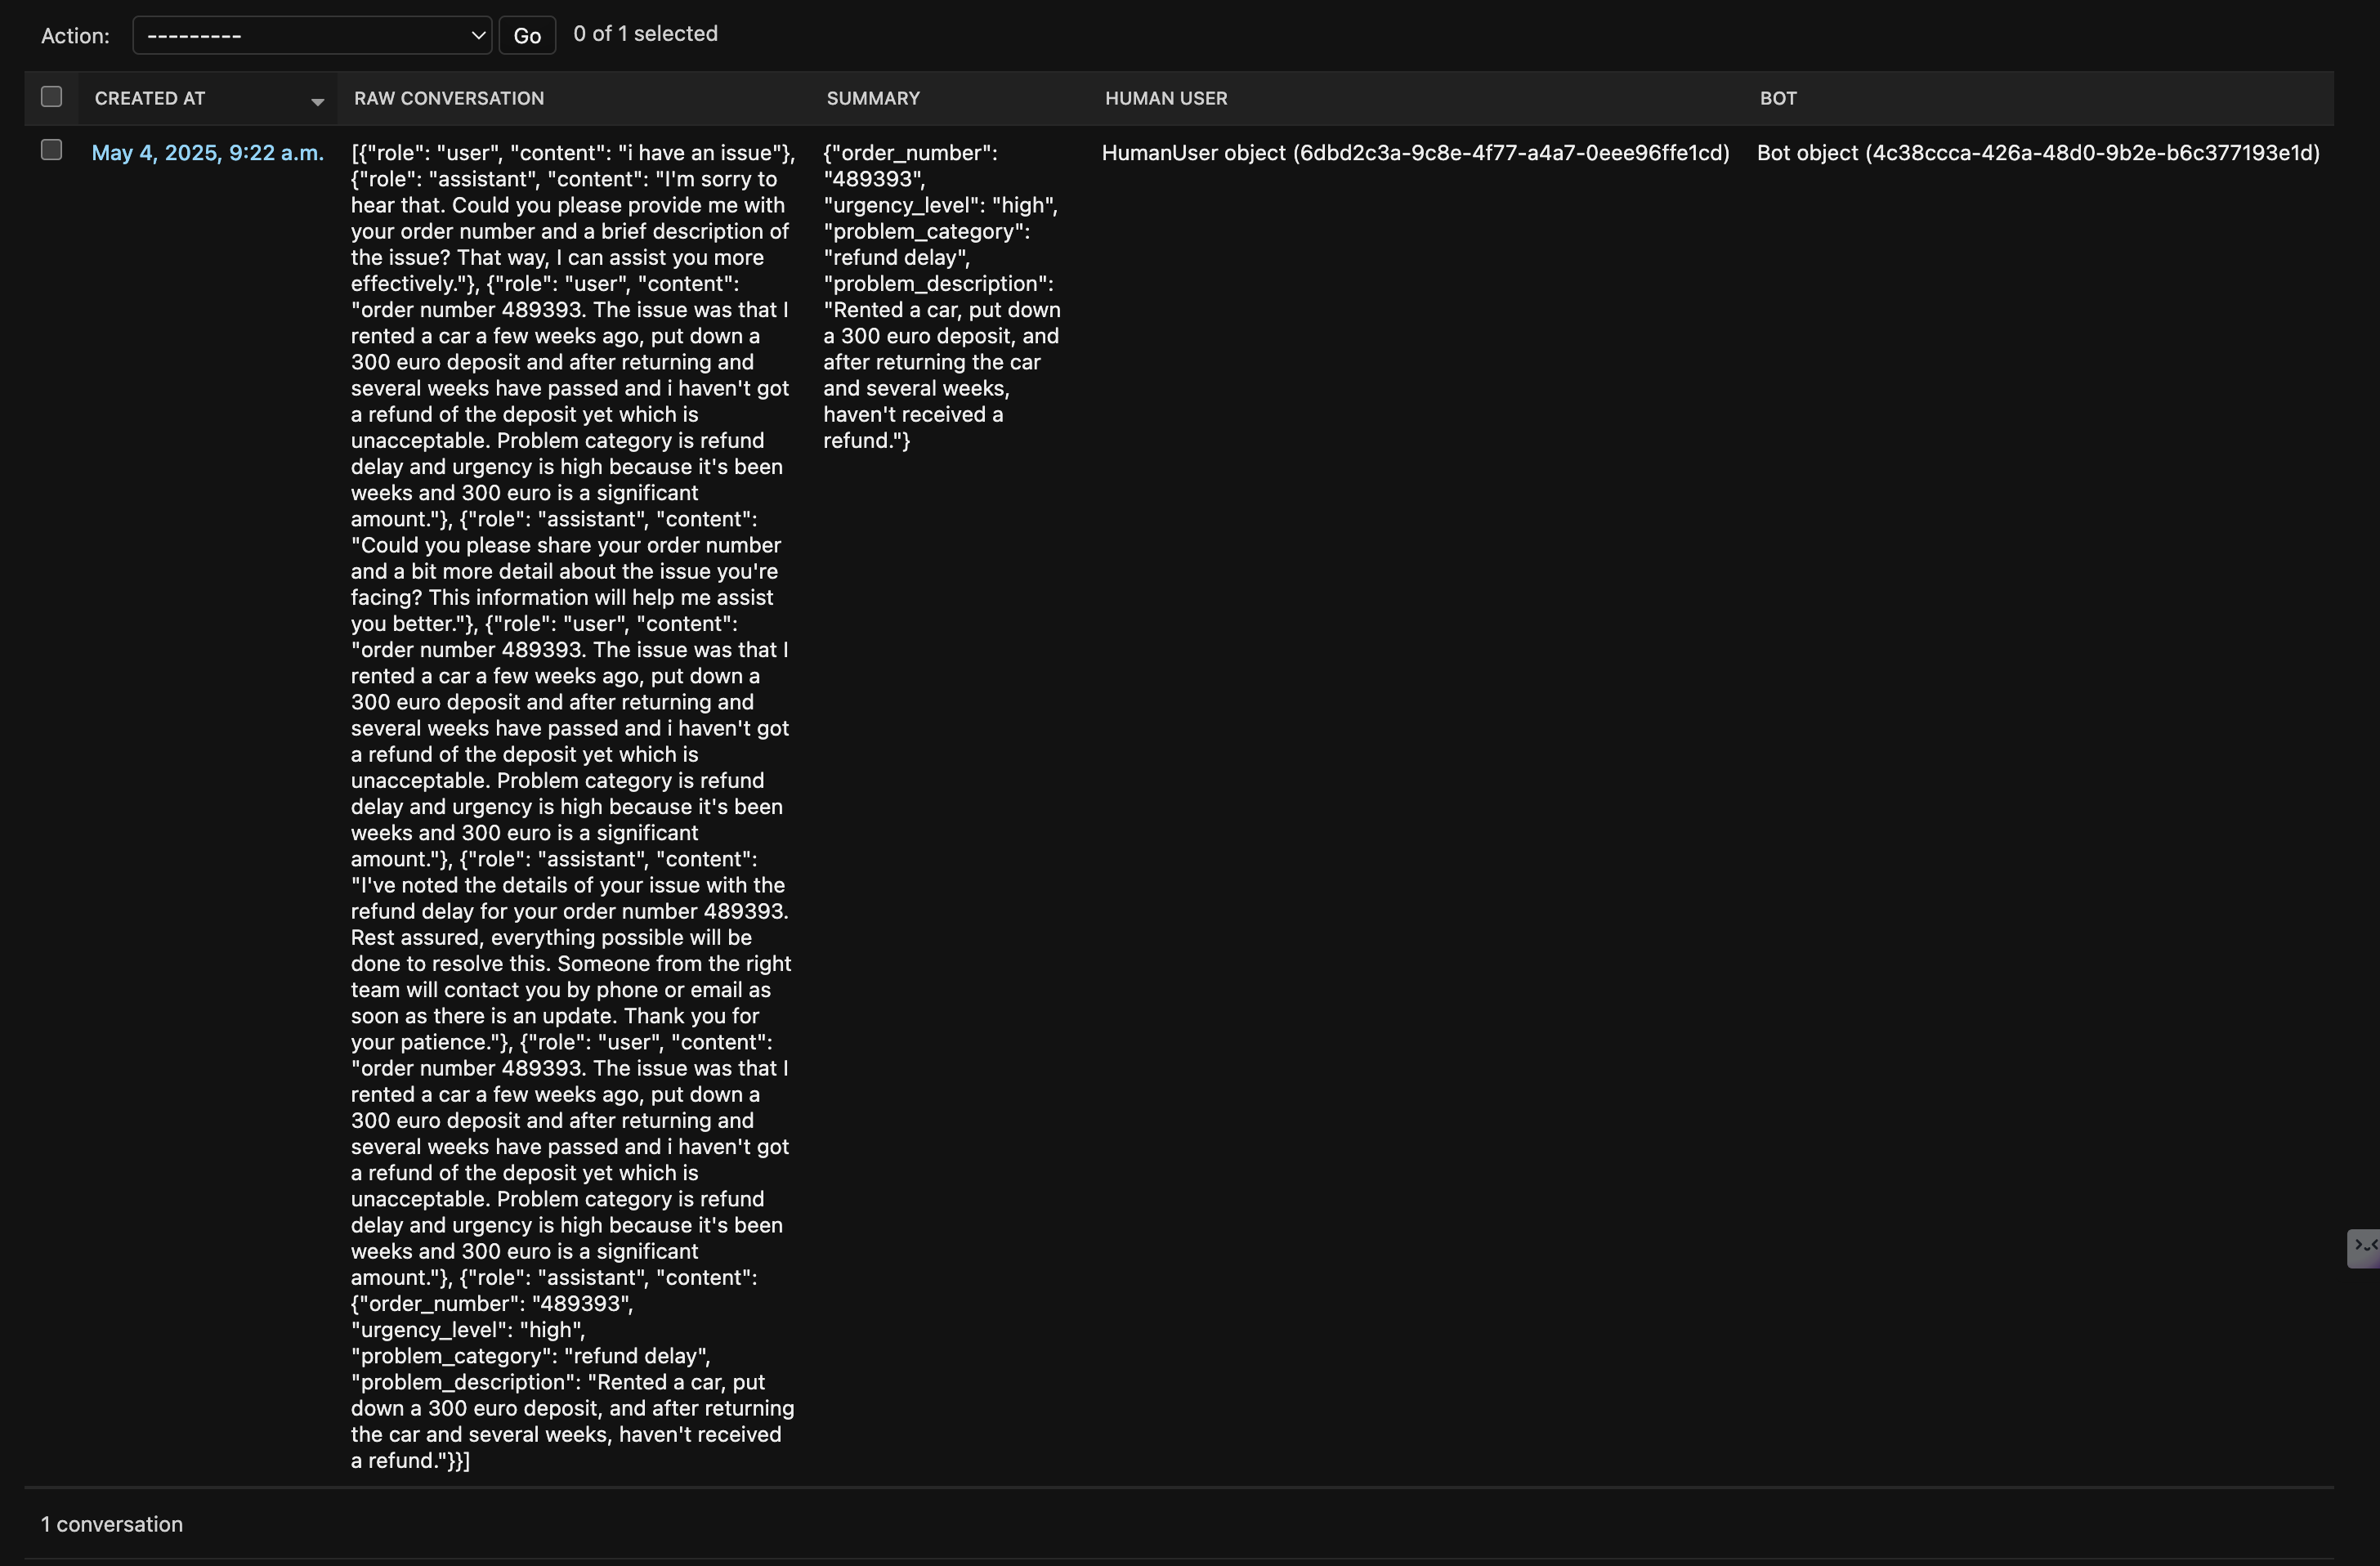 Action:
---------
Go
0 of 1 selected
CREATED AT
RAW CONVERSATION
SUMMARY
HUMAN USER
BOT
May 4, 2025, 9:22 a.m.
[{"role": "user", "content": "i have an issue"},
{"role": "assistant", "content": "I'm sorry to
hear that. Could you please provide me with
your order number and a brief description of
the issue? That way, I can assist you more
effectively."}, {"role": "user", "content":
"order number 489393. The issue was that I
rented a car a few weeks ago, put down a
300 euro deposit and after returning and
several weeks have passed and i haven't got
a refund of the deposit yet which is
unacceptable. Problem category is refund
delay and urgency is high because it's been
weeks and 300 euro is a significant
amount."}, {"role": "assistant", "content":
"Could you please share your order number
and a bit more detail about the issue you're
facing? This information will help me assist
you better."}, {"role": "user", "content":
"order number 489393. The issue was that I
rented a car a few weeks ago, put down a
300 euro deposit and after returning and
several weeks have passed and i haven't got
a refund of the deposit yet which is
unacceptable. Problem category is refund
delay and urgency is high because it's been
weeks and 300 euro is a significant
amount."}, {"role": "assistant", "content":
"I've noted the details of your issue with the
refund delay for your order number 489393.
Rest assured, everything possible will be
done to resolve this. Someone from the right
team will contact you by phone or email as
soon as there is an update. Thank you for
your patience."}, {"role": "user", "content":
"order number 489393. The issue was that I
rented a car a few weeks ago, put down a
300 euro deposit and after returning and
several weeks have passed and i haven't got
a refund of the deposit yet which is
unacceptable. Problem category is refund
delay and urgency is high because it's been
weeks and 300 euro is a significant
amount."}, {"role": "assistant", "content":
{"order_number": "489393",
"urgency_level": "high",
"problem_category": "refund delay",
"problem_description": "Rented a car, put
down a 300 euro deposit, and after returning
the car and several weeks, haven't received
a refund."}}]
{"order_number":
"489393",
"urgency_level": "high",
"problem_category":
"refund delay",
"problem_description":
"Rented a car, put down
a 300 euro deposit, and
after returning the car
and several weeks,
haven't received a
refund."}
HumanUser object (6dbd2c3a-9c8e-4f77-a4a7-0eee96ffe1cd)
Bot object (4c38ccca-426a-48d0-9b2e-b6c377193e1d)
1 conversation